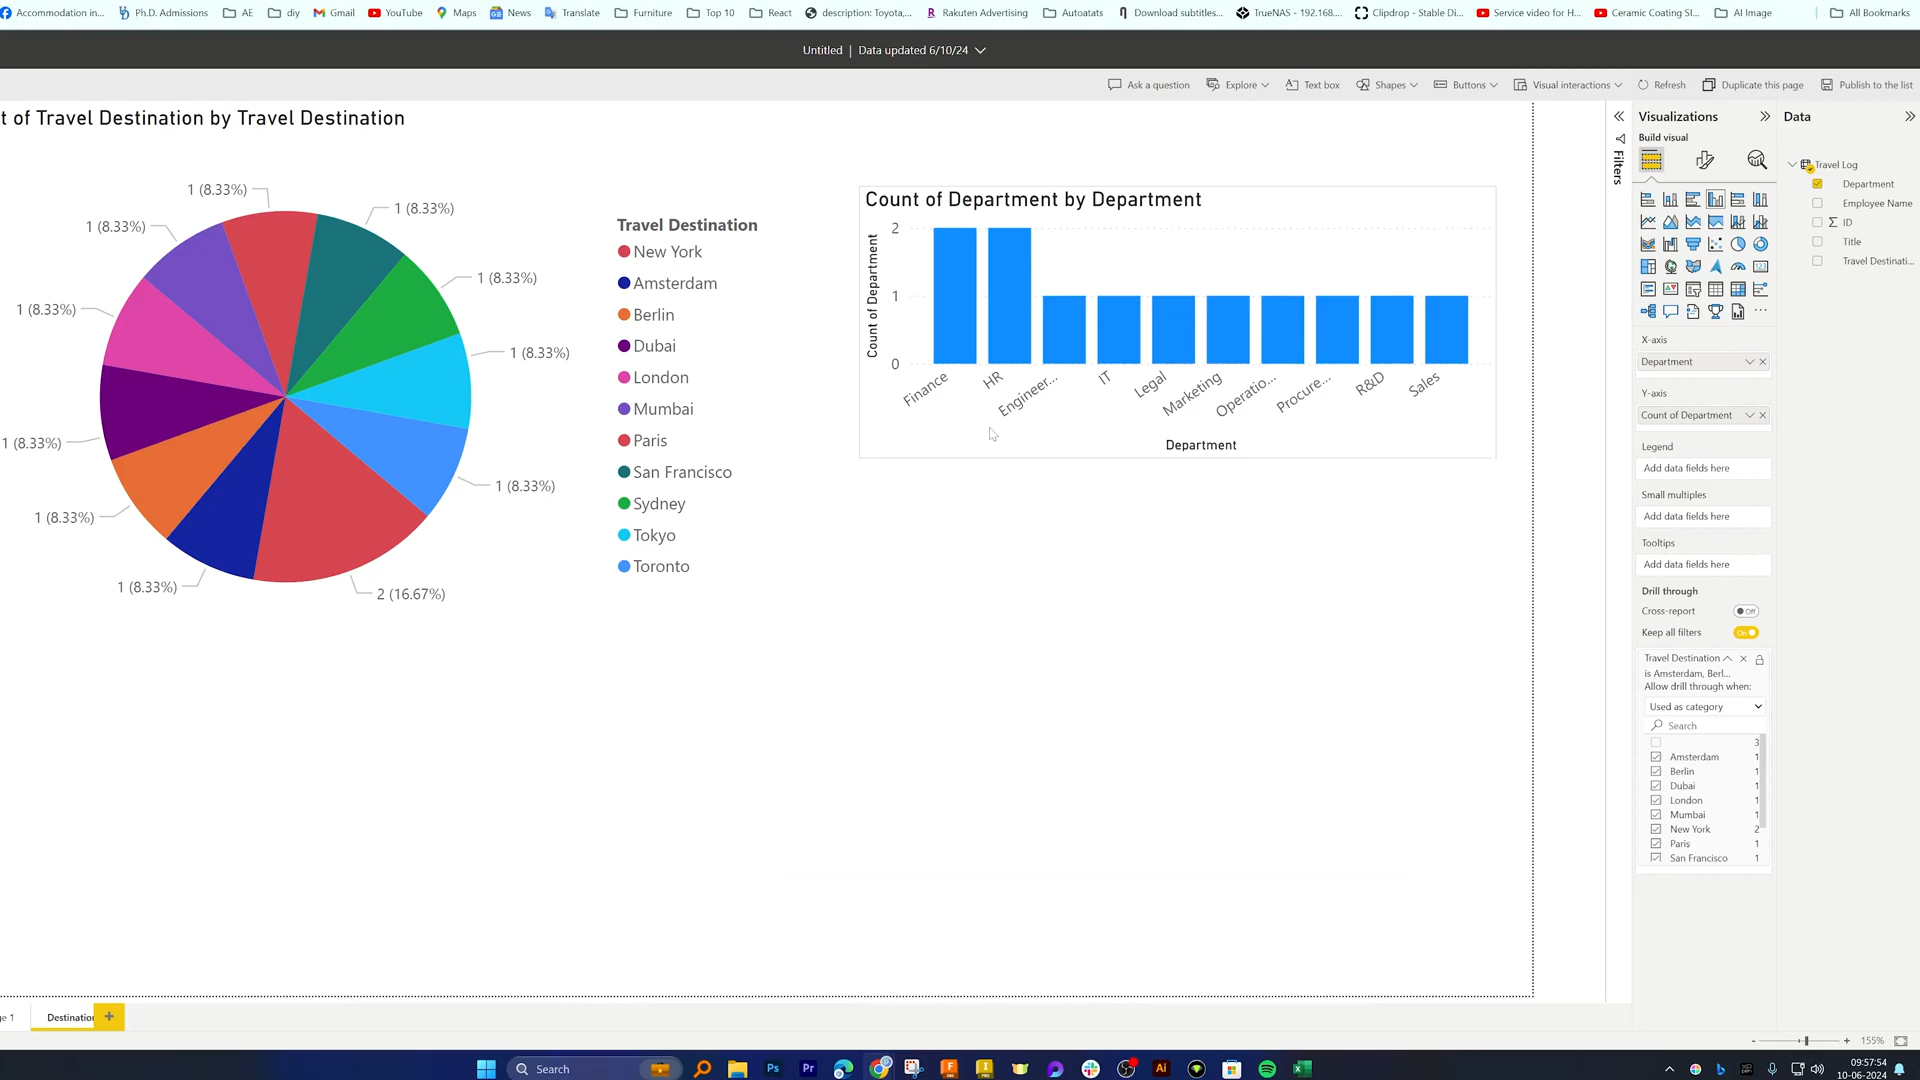 Accommodation in...
Ph.D. Admissions
AE
diy
Gmail
YouTube
Maps
News
Translate
Furniture
Top 10
React
description: Toyota,...
Rakuten Advertising
Autoatats
Download subtitles...
TrueNAS - 192.168....
Clipdrop - Stable Di...
Service video for H...
Ceramic Coating Sl...
AI Image
All Bookmarks
Untitled | Data updated 6/10/24
Ask a question
Explore
Text box
Shapes
Buttons
Visual interactions
Refresh
Duplicate this page
Publish to the list
t of Travel Destination by Travel Destination
1 (8.33%)
1 (8.33%)
1 (8.33%)
1 (8.33%)
1 (8.33%)
1 (8.33%)
1 (8.33%)
1 (8.33%)
1 (8.33%)
1 (8.33%)
2 (16.67%)
Travel Destination
New York
Amsterdam
Berlin
Dubai
London
Mumbai
Paris
San Francisco
Sydney
Tokyo
Toronto
Count of Department by Department
Count of Department
2
1
0
Finance
HR
Engineer...
IT
Legal
Marketing
Operatio...
Procure...
R&D
Sales
Department
Filters
Visualizations
Build visual
X-axis
Department
Y-axis
Count of Department
Legend
Add data fields here
Small multiples
Add data fields here
Tooltips
Add data fields here
Drill through
Cross-report Off
Keep all filters On
Travel Destination
is Amsterdam, Berl...
Allow drill through when:
Used as category
Search
3
Amsterdam 1
Berlin 1
Dubai 1
London 1
Mumbai 1
New York 2
Paris 1
San Francisco 1
Data
Travel Log
Department
Employee Name
Σ ID
Title
Travel Destinati...
ge 1
Destination
+
- + 155%
Search
Ps
Pr
Ai
09:57:54
10-06-2024